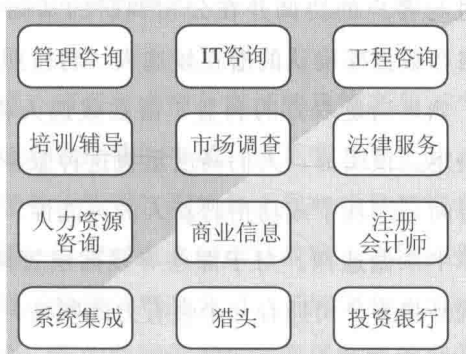 管理咨询
IT咨询
工程咨询
培训/辅导
市场调查
法律服务
人力资源
咨询
商业信息
注册
会计师
系统集成
猎头
投资银行